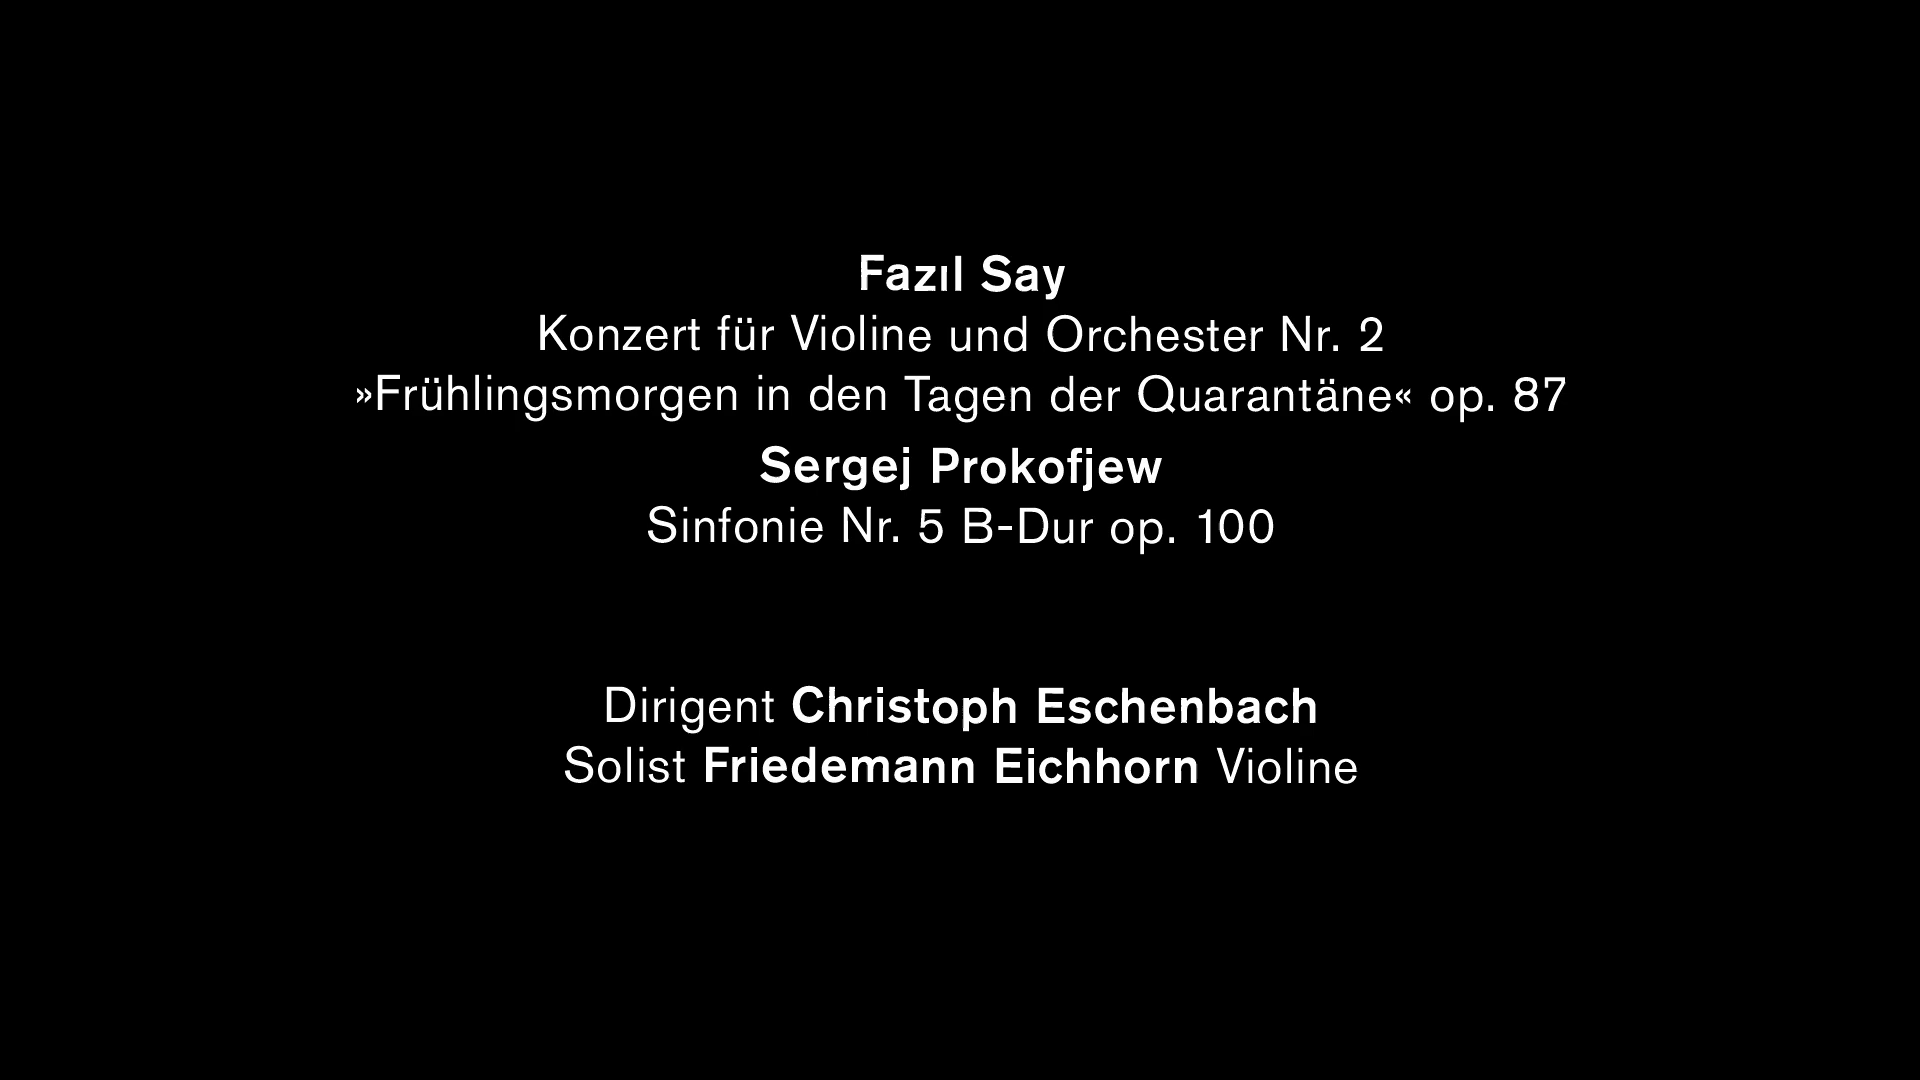 Fazıl Say
Konzert für Violine und Orchester Nr. 2
»Frühlingsmorgen in den Tagen der Quarantäne« op. 87
Sergej Prokofjew
Sinfonie Nr. 5 B-Dur op. 100
Dirigent Christoph Eschenbach
Solist Friedemann Eichhorn Violine